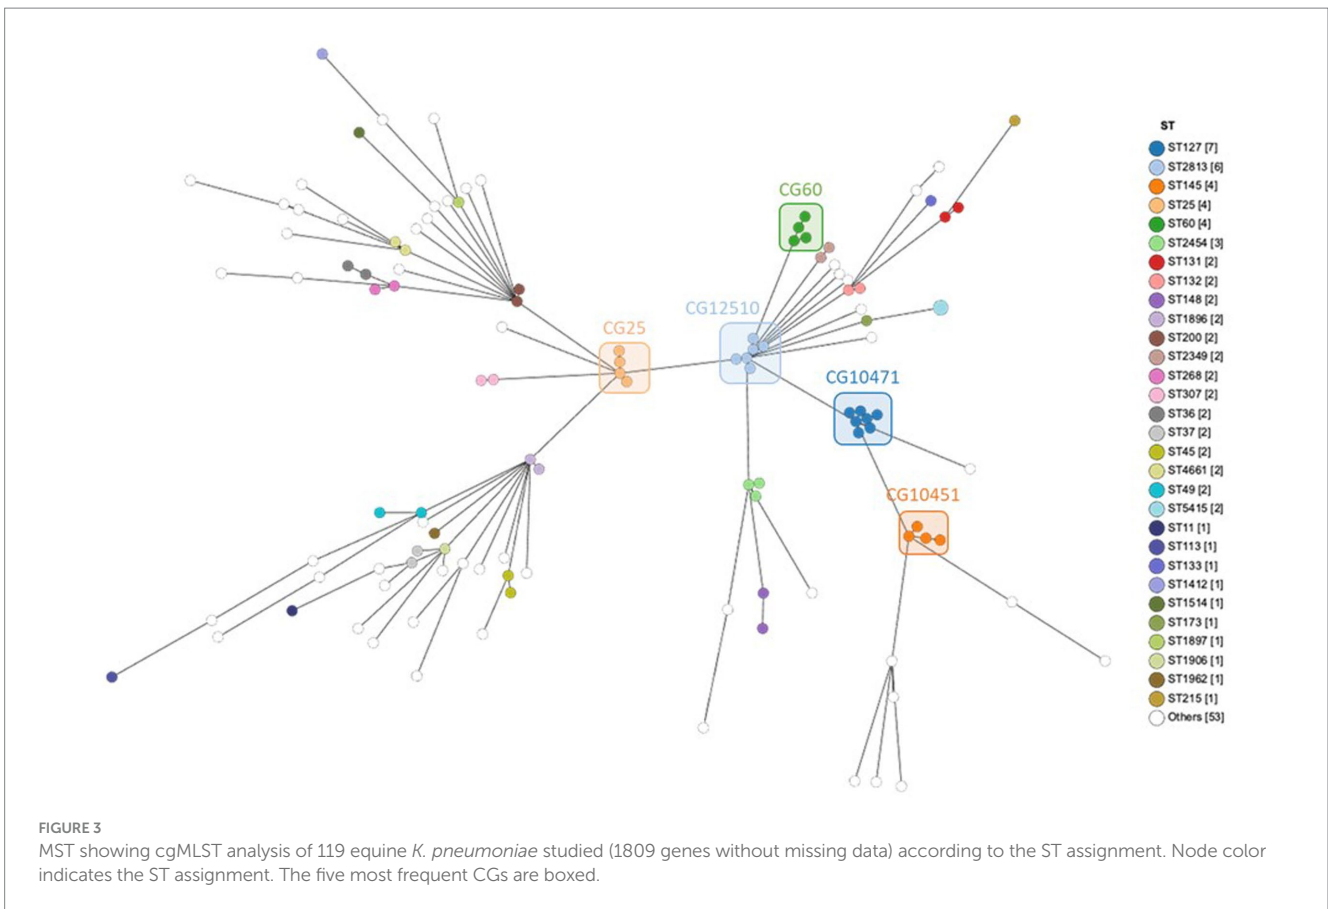 CG60
CG12510
CG25
CG10471
CG10451
ST
ST127 [7]
ST2813 [6]
ST145 [4]
ST25 [4]
ST60 [4]
ST2454 [3]
ST131 [2]
ST132 [2]
ST148 [2]
ST1896 [2]
ST200 [2]
ST2349 [2]
ST268 [2]
ST307 [2]
ST36 [2]
ST37 [2]
ST45 [2]
ST4661 [2]
ST49 [2]
ST5415 [2]
ST11 [1]
ST113 [1]
ST133 [1]
ST1412 [1]
ST1514 [1]
ST173 [1]
ST1897 [1]
ST1906 [1]
ST1962 [1]
ST215 [1]
Others [53]
FIGURE 3
MST showing cgMLST analysis of 119 equine K. pneumoniae studied (1809 genes without missing data) according to the ST assignment. Node color
indicates the ST assignment. The five most frequent CGs are boxed.